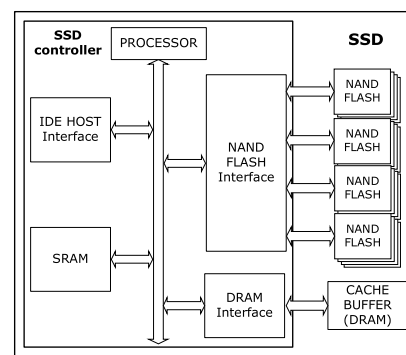 SSD
controller
PROCESSOR
SSD
IDE HOST
Interface
NAND
FLASH
Interface
NAND
FLASH
NAND
FLASH
NAND
FLASH
NAND
FLASH
SRAM
DRAM
Interface
CACHE
BUFFER
(DRAM)